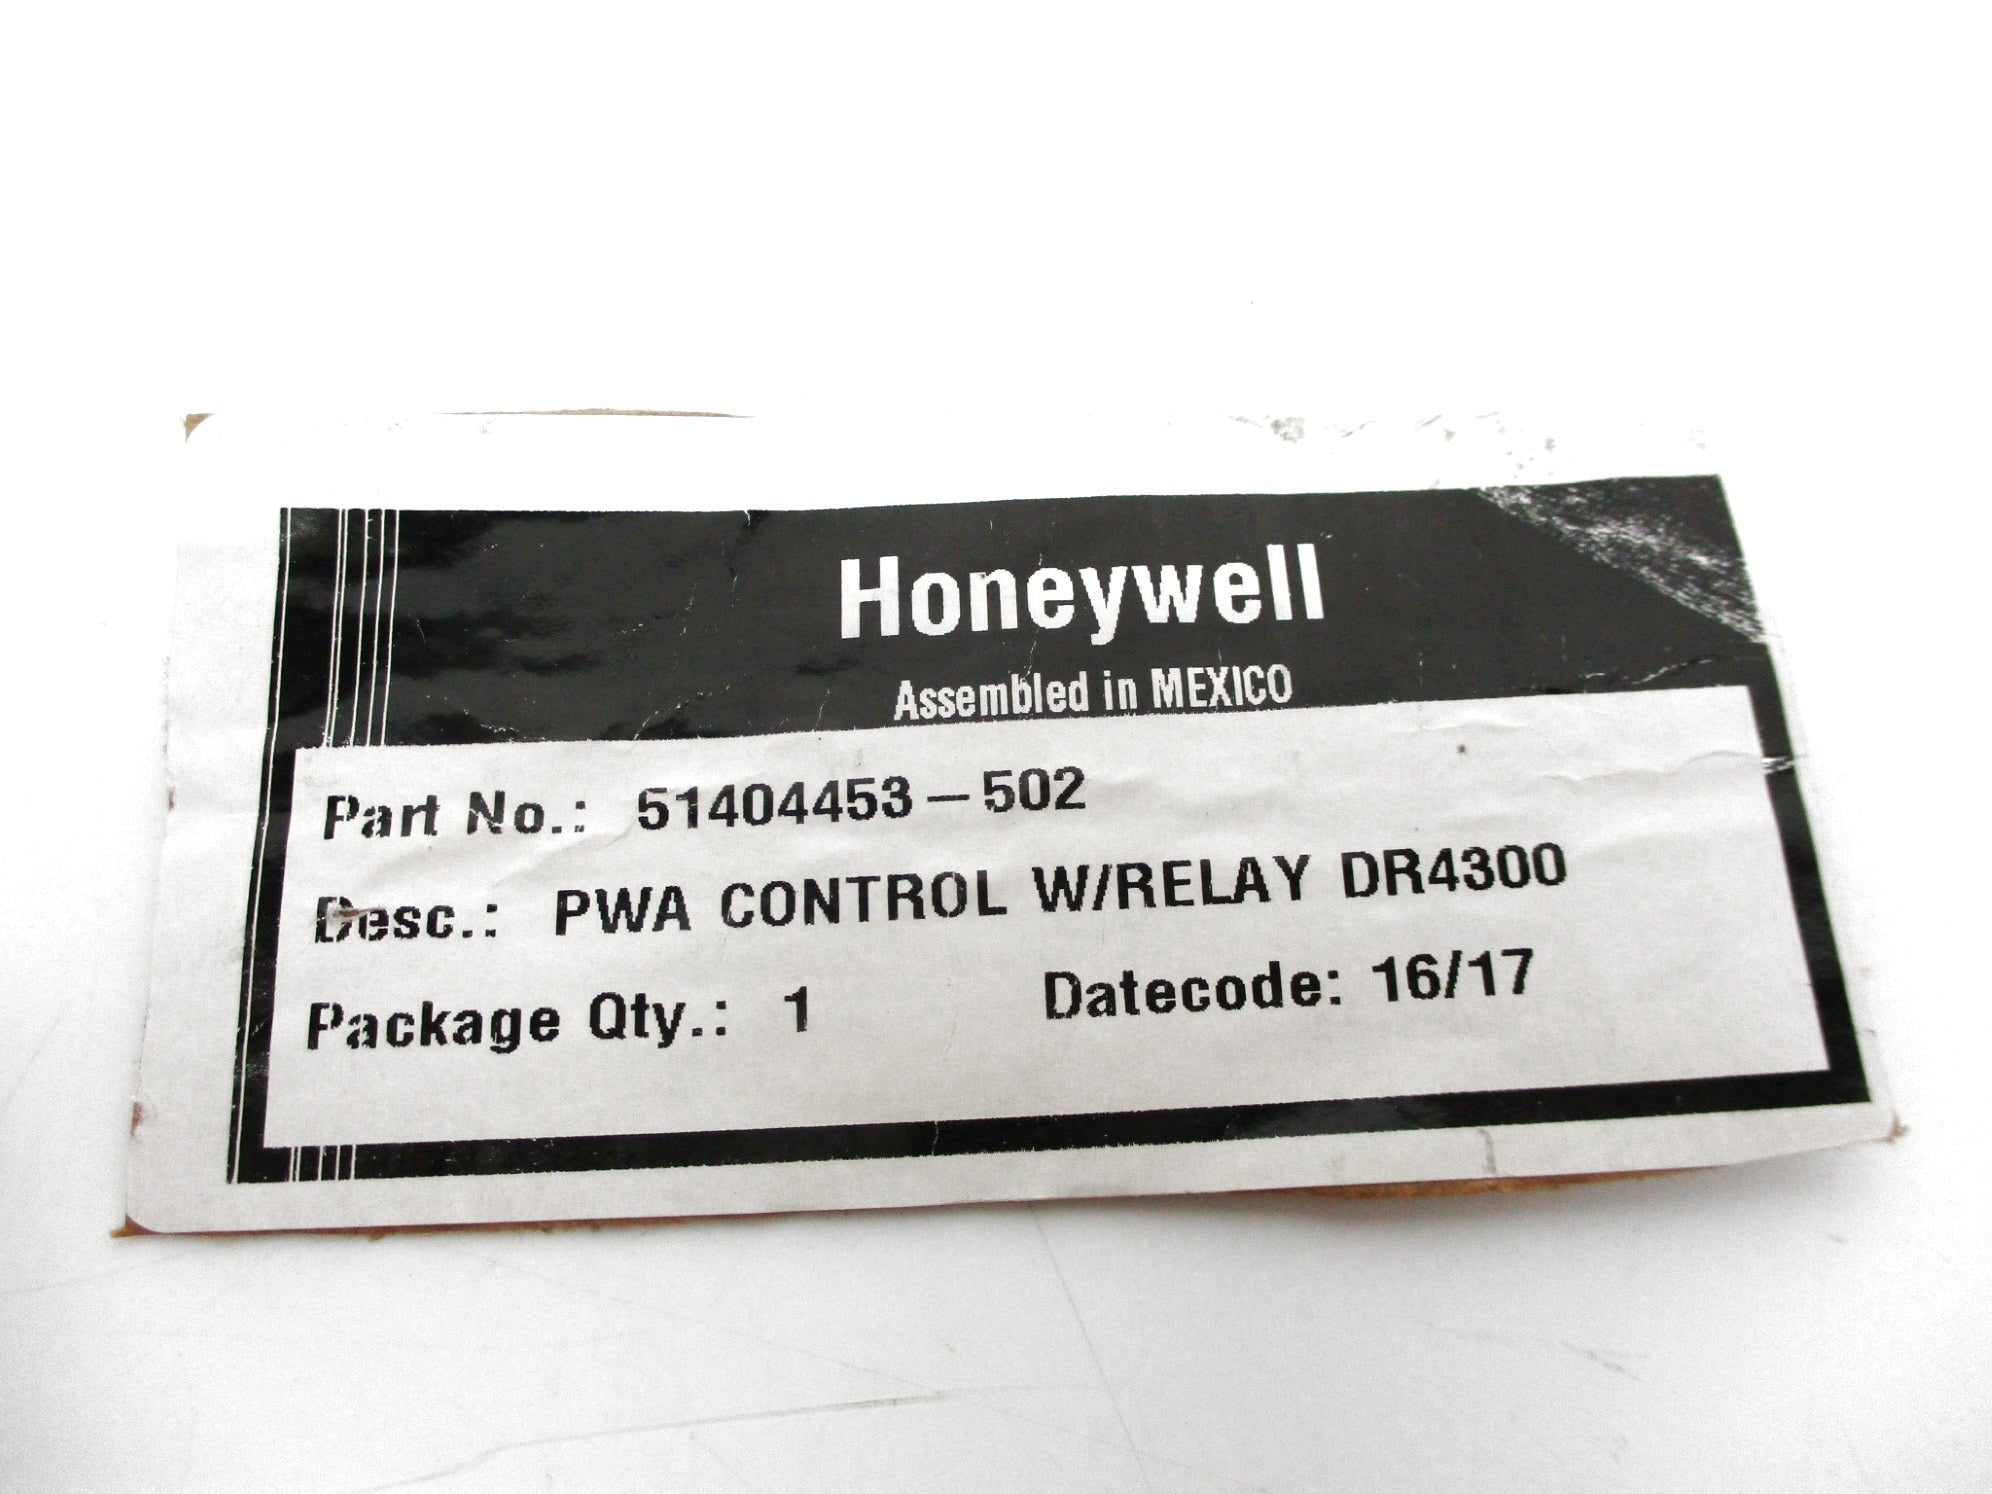 Honeywell
Assembled in MEXICO
Part No.: 51404453-502
Desc.: PWA CONTROL W/RELAY DR4300
Package Qty.: 1 Datecode: 16/17